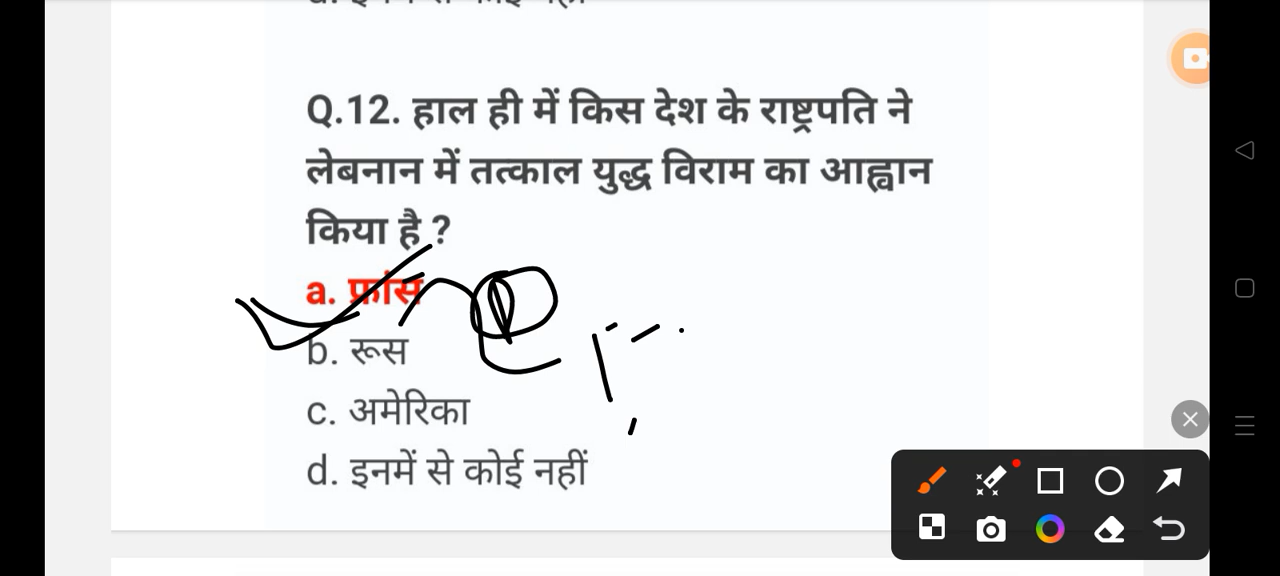 Q.12. हाल ही में किस देश के राष्ट्रपति ने
लेबनान में तत्काल युद्ध विराम का आह्वान
किया है ?
a. फ्रांस
b. रूस
c. अमेरिका
d. इनमें से कोई नहीं